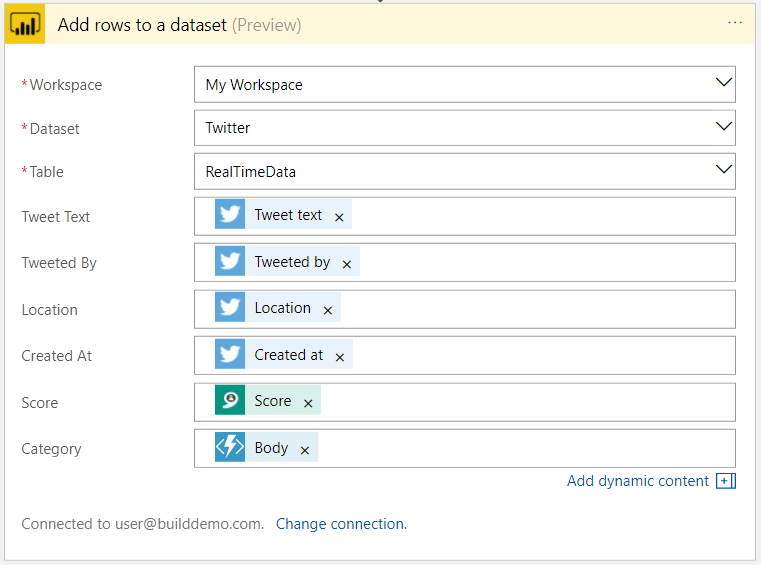 Add rows to a dataset (Preview) ...
* Workspace My Workspace
* Dataset Twitter
* Table RealTimeData
Tweet Text Tweet text ×
Tweeted By Tweeted by ×
Location Location ×
Created At Created at ×
Score Score ×
Category Body ×
Add dynamic content
Connected to user@builddemo.com. Change connection.